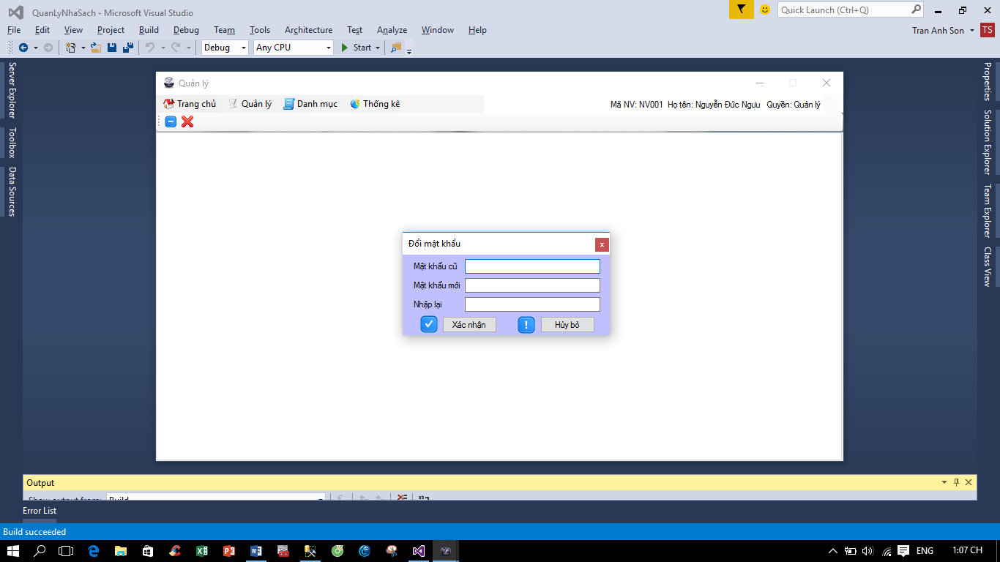 QuanLyNhaSach - Microsoft Visual Studio
Quick Launch (Ctrl+Q)
File Edit View Project Build Debug Team Tools Architecture Test Analyze Window Help
Tran Anh Son TS
Debug Any CPU Start
Server Explorer
Toolbox
Data Sources
Properties
Solution Explorer
Team Explorer
Class View
Quản lý
Trang chủ Quản lý Danh mục Thống kê
Mã NV: NV001 Họ tên: Nguyễn Đức Ngưu Quyền: Quản lý
Đổi mật khẩu
x
Mật khẩu cũ
Mật khẩu mới
Nhập lại
Xác nhận Hủy bỏ
Output
Show output from: Build
Error List
Build succeeded
ENG 1:07 CH